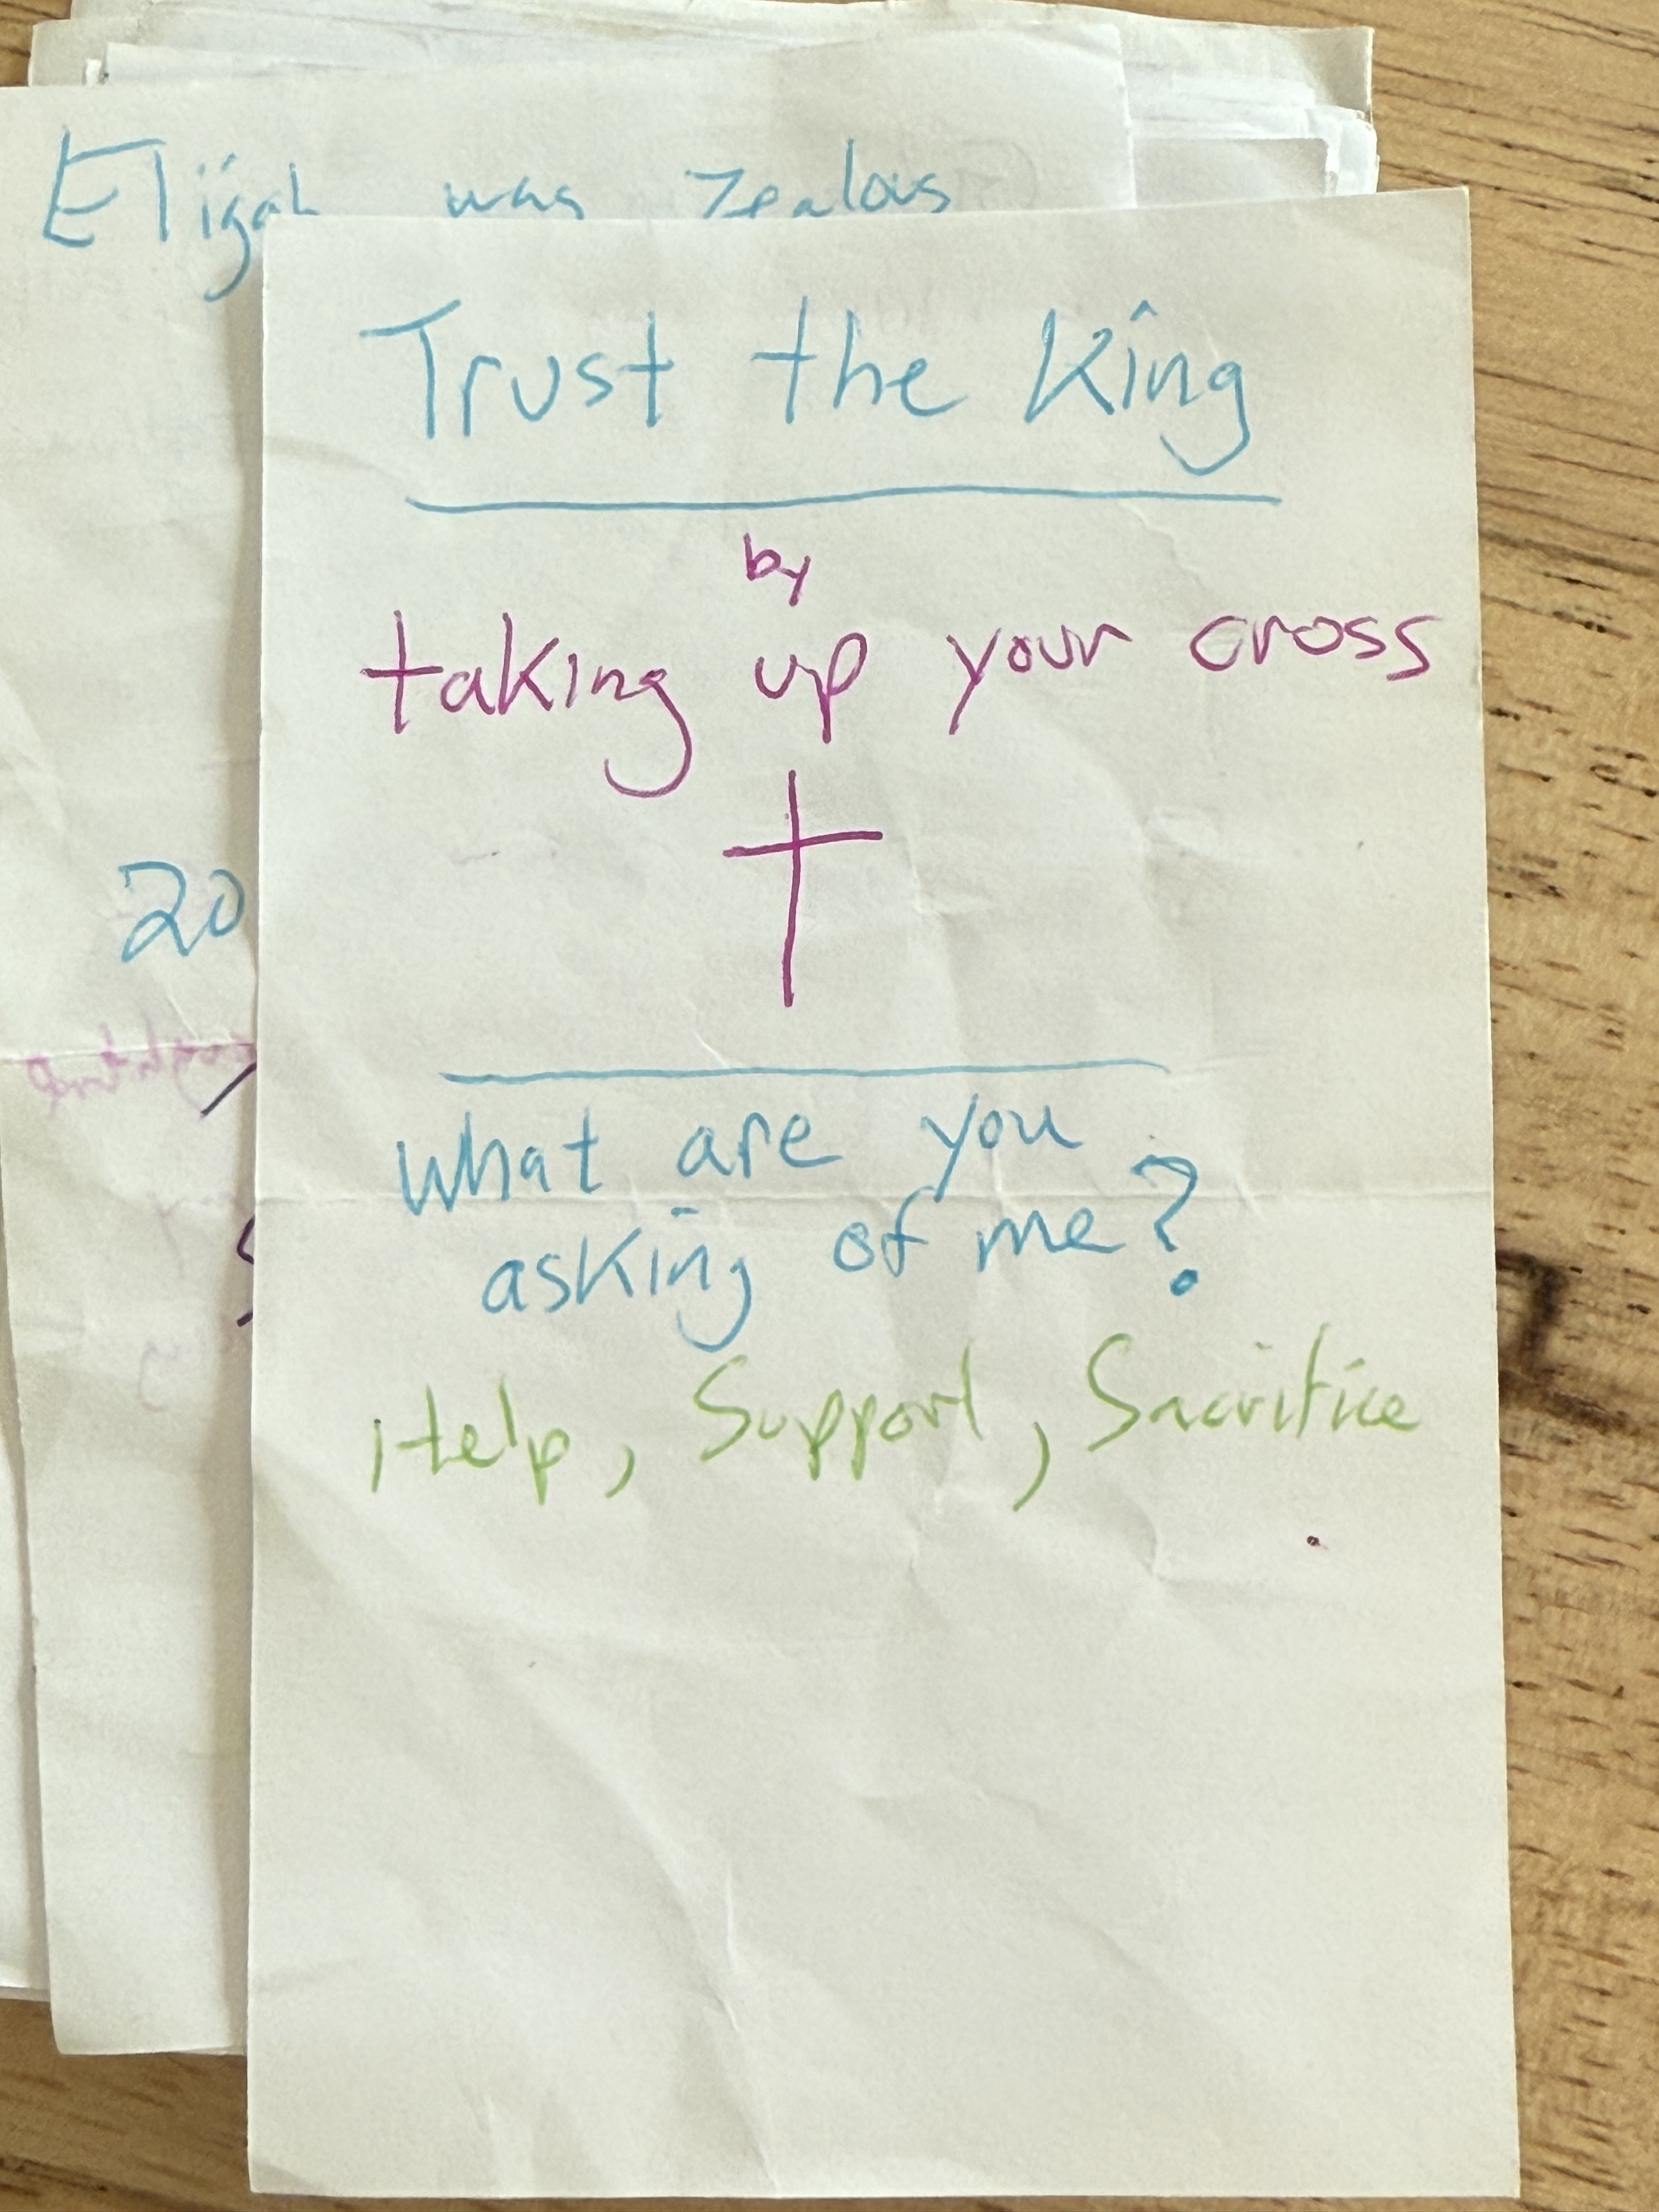 Elijah was zealous
Trust the King
by
taking up your cross
What are you
asking of me?
Help, Support, Sacrifice
20